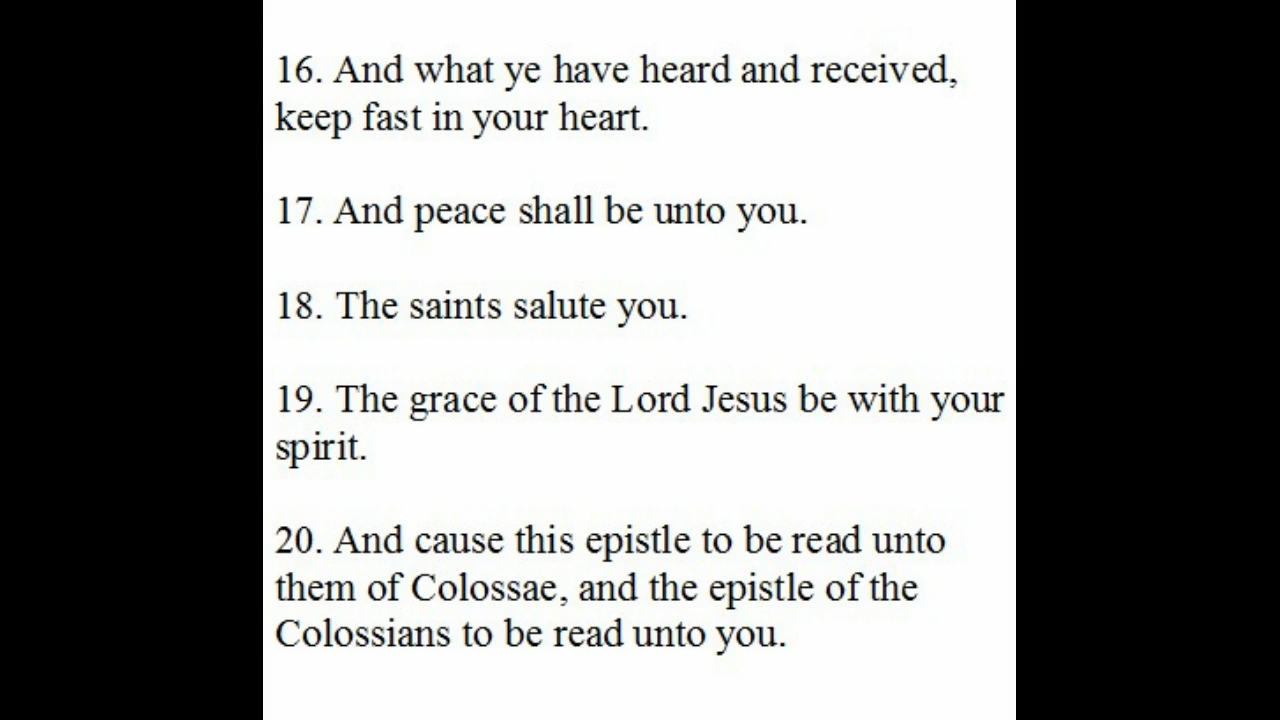 16. And what ye have heard and received,
keep fast in your heart.
17. And peace shall be unto you.
18. The saints salute you.
19. The grace of the Lord Jesus be with your
spirit.
20. And cause this epistle to be read unto
them of Colossae, and the epistle of the
Colossians to be read unto you.